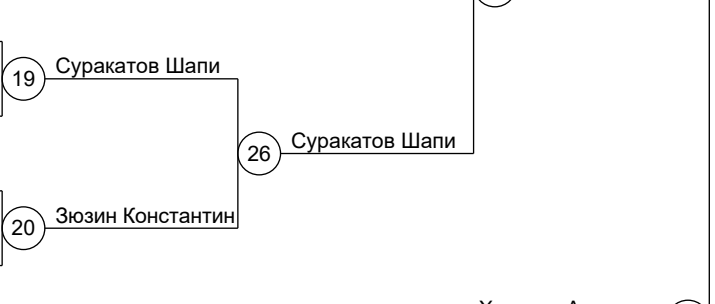 19 Суракатов Шапи
26 Суракатов Шапи
20 Зюзин Константин